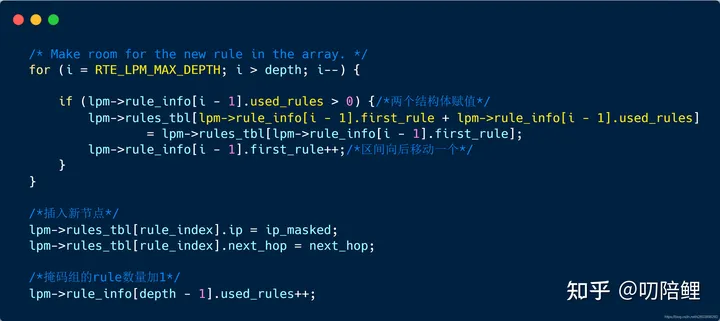 /* Make room for the new rule in the array. */
for (i = RTE_LPM_MAX_DEPTH; i > depth; i--) {
if (lpm->rule_info[i - 1].used_rules > 0) {/*两个结构体赋值*/
lpm->rules_tbl[lpm->rule_info[i - 1].first_rule + lpm->rule_info[i - 1].used_rules]
= lpm->rules_tbl[lpm->rule_info[i - 1].first_rule];
lpm->rule_info[i - 1].first_rule++;/*区间向后移动一个*/
}
}
/*插入新节点*/
lpm->rules_tbl[rule_index].ip = ip_masked;
lpm->rules_tbl[rule_index].next_hop = next_hop;
/*掩码组的rule数量加1*/
lpm->rule_info[depth - 1].used_rules++;
知乎 @叨陪鲤